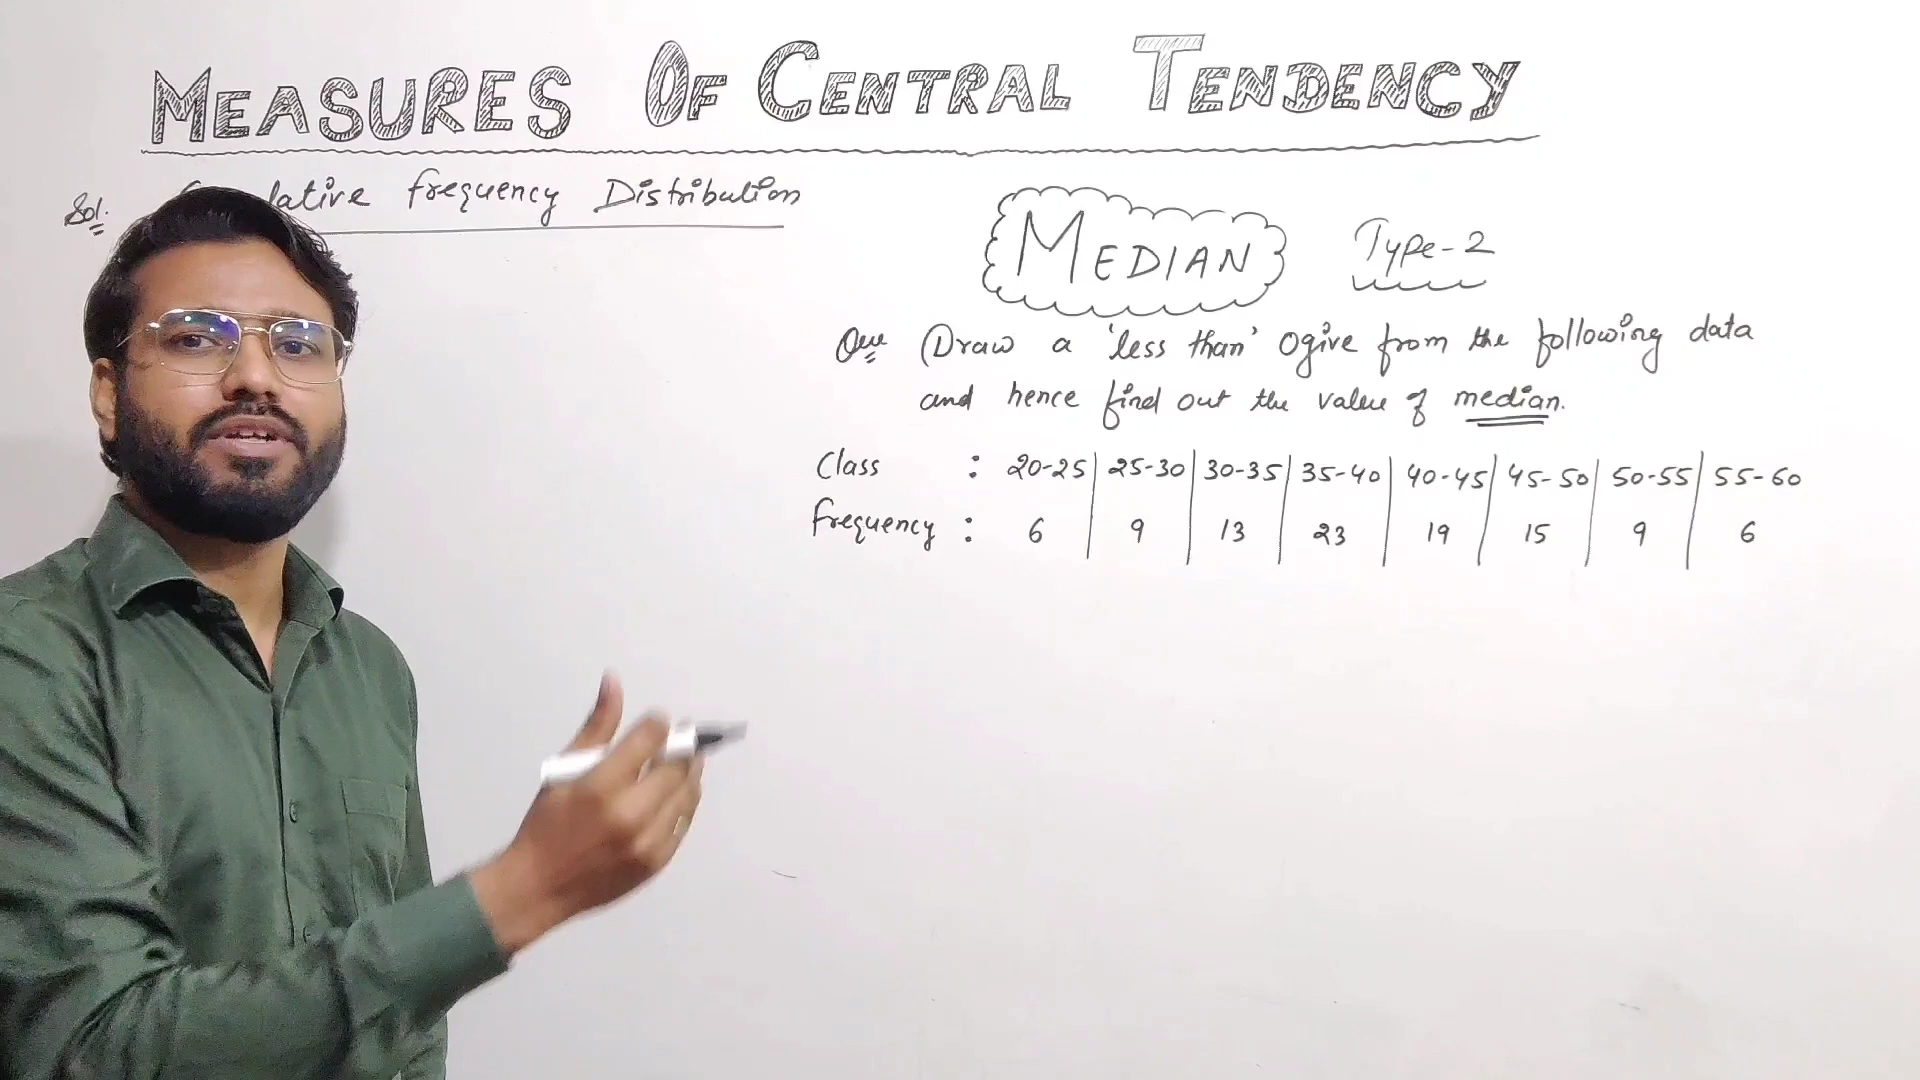 MEASURES OF CENTRAL TENDENCY
Sol. frequency Distribution
MEDIAN Type-2
Que Draw a 'less than' Ogive from the following data
and hence find out the value of median.
Class : 20-25 | 25-30 | 30-35 | 35-40 | 40-45 | 45-50 | 50-55 | 55-60
frequency : 6 | 9 | 13 | 23 | 19 | 15 | 9 | 6